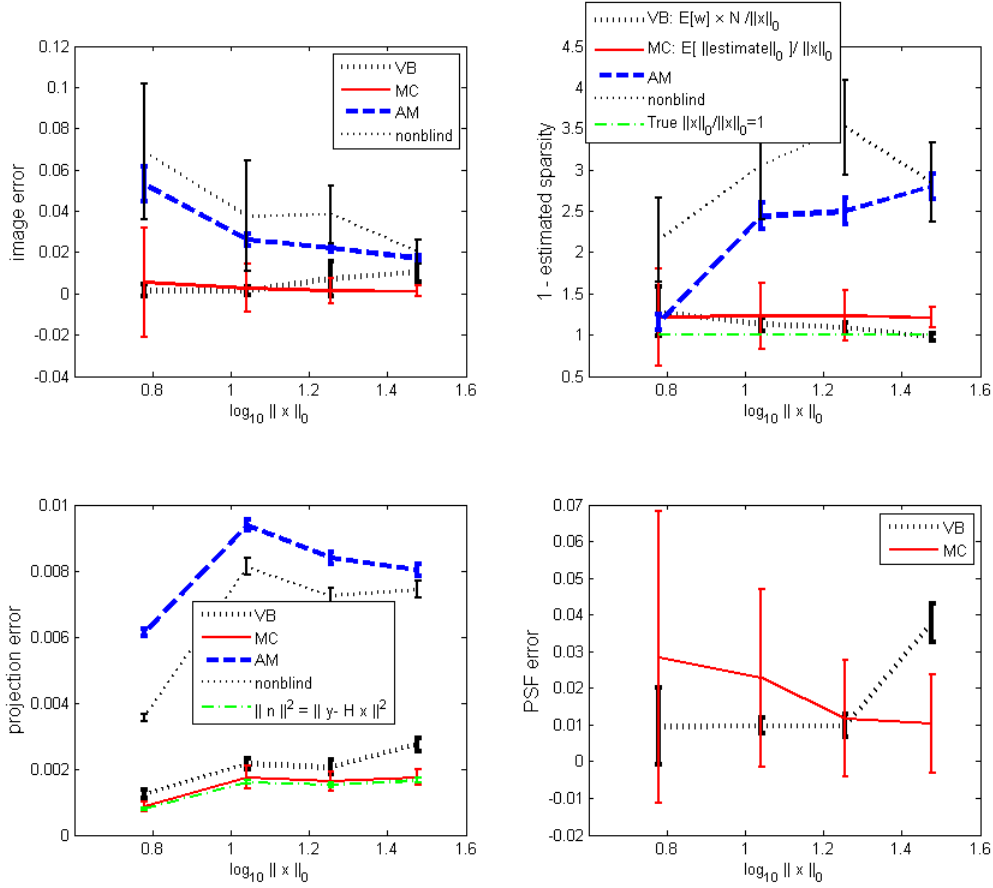 image error
0.12
0.1
0.08
0.06
0.04
0.02
0
-0.02
-0.04
VB
MC
AM
nonblind
0.8 1 1.2 1.4 1.6
log10 || x ||0
1 - estimated sparsity
4.5
4
3.5
3
2.5
2
1.5
1
0.5
VB: E[w] × N /||x||0
MC: E[ ||estimate||0 ]/ ||x||0
AM
nonblind
True ||x||0/||x||0=1
0.8 1 1.2 1.4 1.6
log10 || x ||0
projection error
0.01
0.008
0.006
0.004
0.002
0
VB
MC
AM
nonblind
|| n ||2 = || y- H x ||2
0.8 1 1.2 1.4 1.6
log10 || x ||0
PSF error
0.07
0.06
0.05
0.04
0.03
0.02
0.01
0
-0.01
-0.02
VB
MC
0.8 1 1.2 1.4 1.6
log10 || x ||0